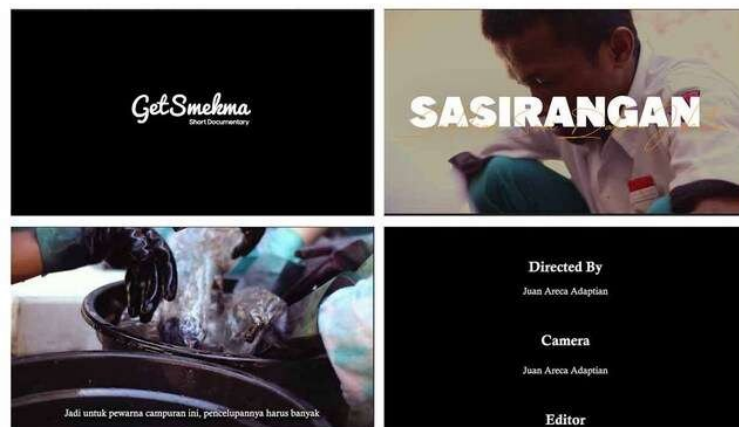 GetSmekma
Short Documentary
SASIRANGAN
Jadi untuk pewarna campuran ini, pencelupannya harus banyak
Directed By
Juan Areca Adaptian
Camera
Juan Areca Adaptian
Editor